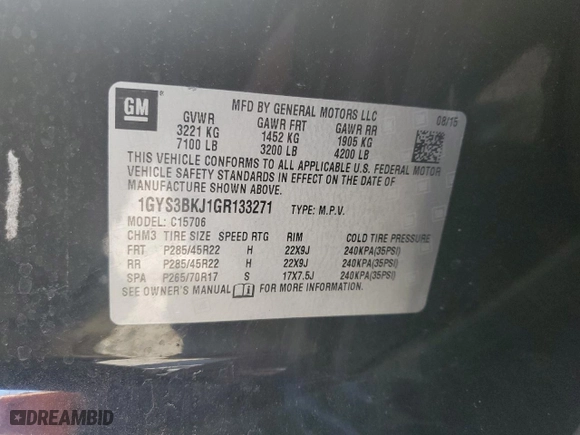 GM
MFD BY GENERAL MOTORS LLC
08/15
GVWR GAWR FRT GAWR RR
3221 KG 1452 KG 1905 KG
7100 LB 3200 LB 4200 LB
THIS VEHICLE CONFORMS TO ALL APPLICABLE U.S. FEDERAL MOTOR
VEHICLE SAFETY STANDARDS IN EFFECT ON THE DATE OF
MANUFACTURE SHOWN ABOVE.
1GYS3BKJ1GR133271 TYPE: M.P.V.
MODEL: C15706
CHM3 TIRE SIZE SPEED RTG RIM COLD TIRE PRESSURE
FRT P285/45R22 H 22X9J 240KPA(35PSI)
RR P285/45R22 H 22X9J 240KPA(35PSI)
SPA P265/70R17 S 17X7.5J 240KPA(35PSI)
SEE OWNER'S MANUAL FOR MORE INFORMATION.
DREAMBID